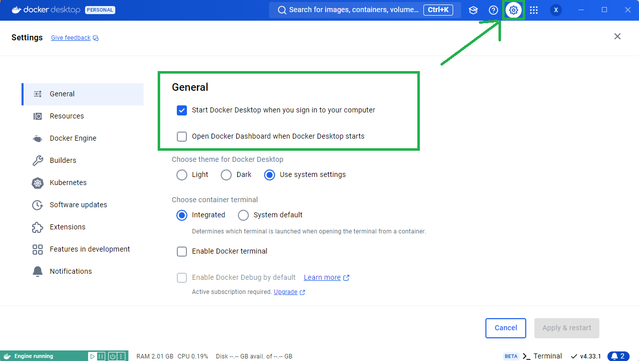 docker desktop PERSONAL
Search for images, containers, volume... Ctrl+K
X
Settings Give feedback
General
Resources
Docker Engine
Builders
Kubernetes
Software updates
Extensions
Features in development
Notifications
General
Start Docker Desktop when you sign in to your computer
Open Docker Dashboard when Docker Desktop starts
Choose theme for Docker Desktop
Light Dark Use system settings
Choose container terminal
Integrated System default
Determines which terminal is launched when opening the terminal from a container.
Enable Docker terminal
Enable Docker Debug by default Learn more
Active subscription required. Upgrade
Cancel Apply & restart
Engine running RAM 2.01 GB CPU 0.19% Disk --.-- GB avail. of --.-- GB BETA >_ Terminal v4.33.1 2